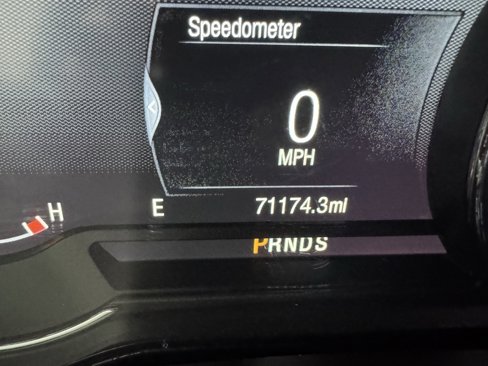 Speedometer
0
MPH
H E 71174.3mi
PRNDS